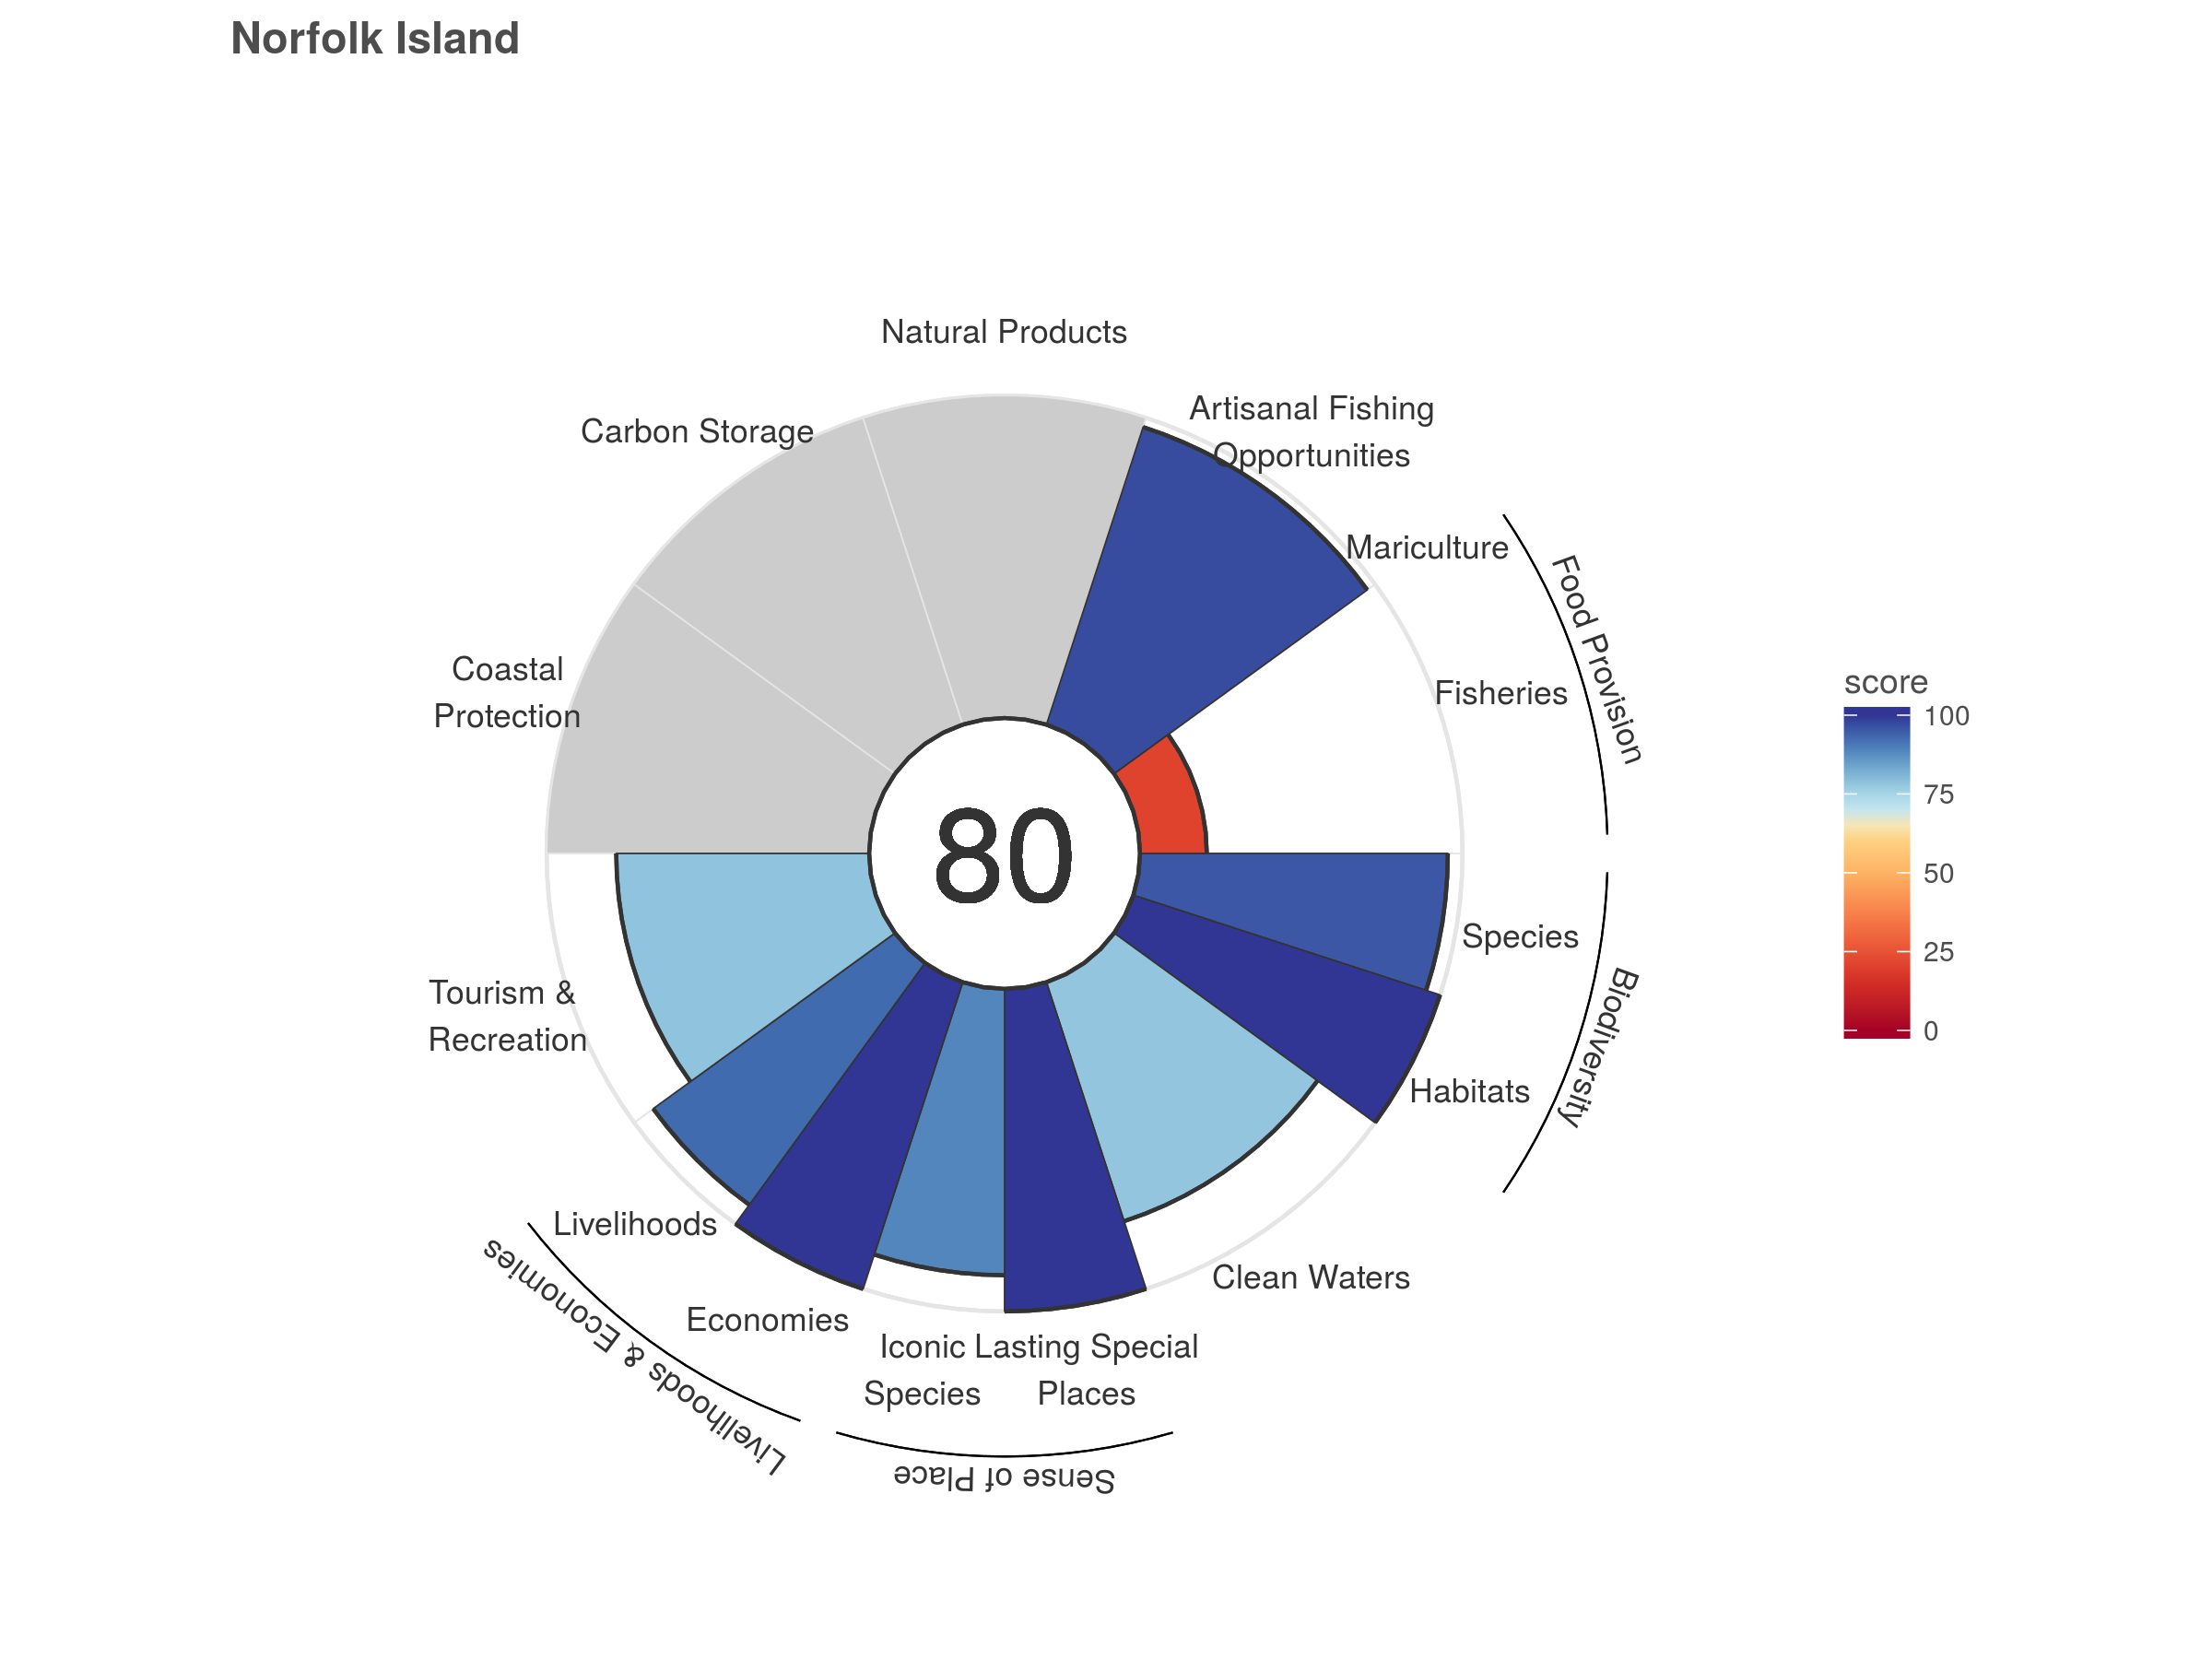 Norfolk Island
Natural Products
Artisanal Fishing
Opportunities
Carbon Storage
Mariculture
Food Provision
Fisheries
Coastal
Protection
score
100
75
50
25
0
80
Species
Biodiversity
Habitats
Tourism &
Recreation
Livelihoods
Clean Waters
Economies
Livelihoods & Economies
Iconic
Species
Lasting Special
Places
Sense of Place